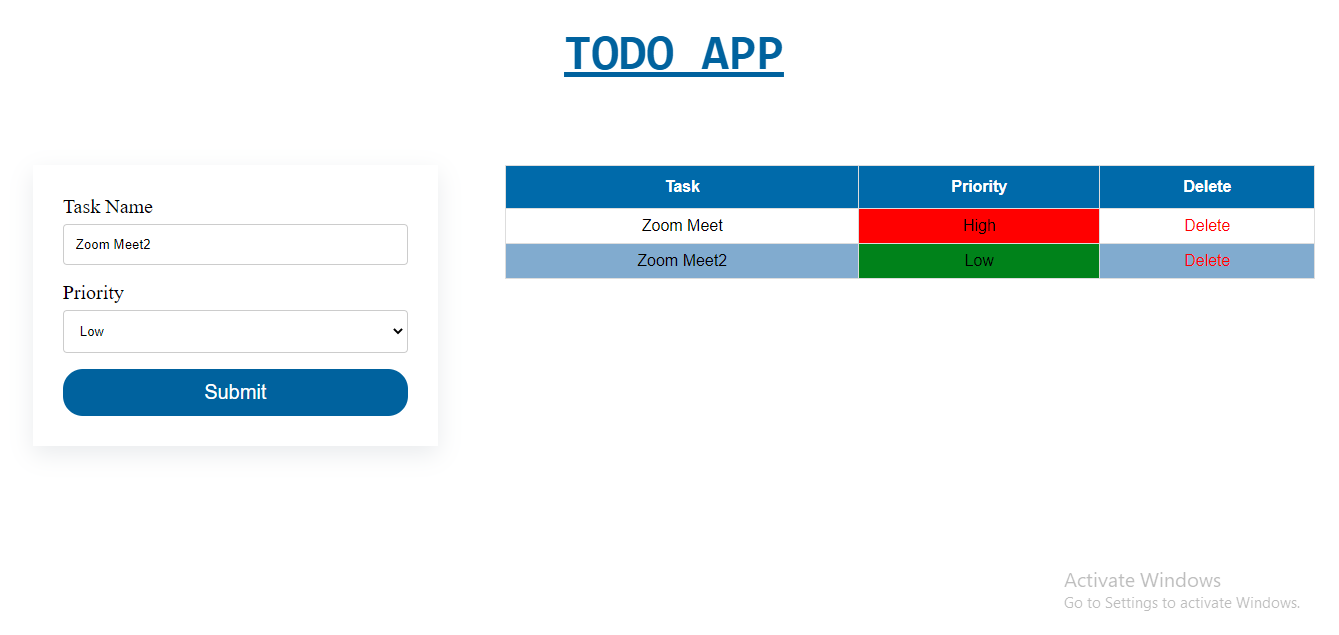 TODO APP
Task Name
Zoom Meet2
Priority
Low
Submit
Task Priority Delete
Zoom Meet High Delete
Zoom Meet2 Low Delete
Activate Windows
Go to Settings to activate Windows.